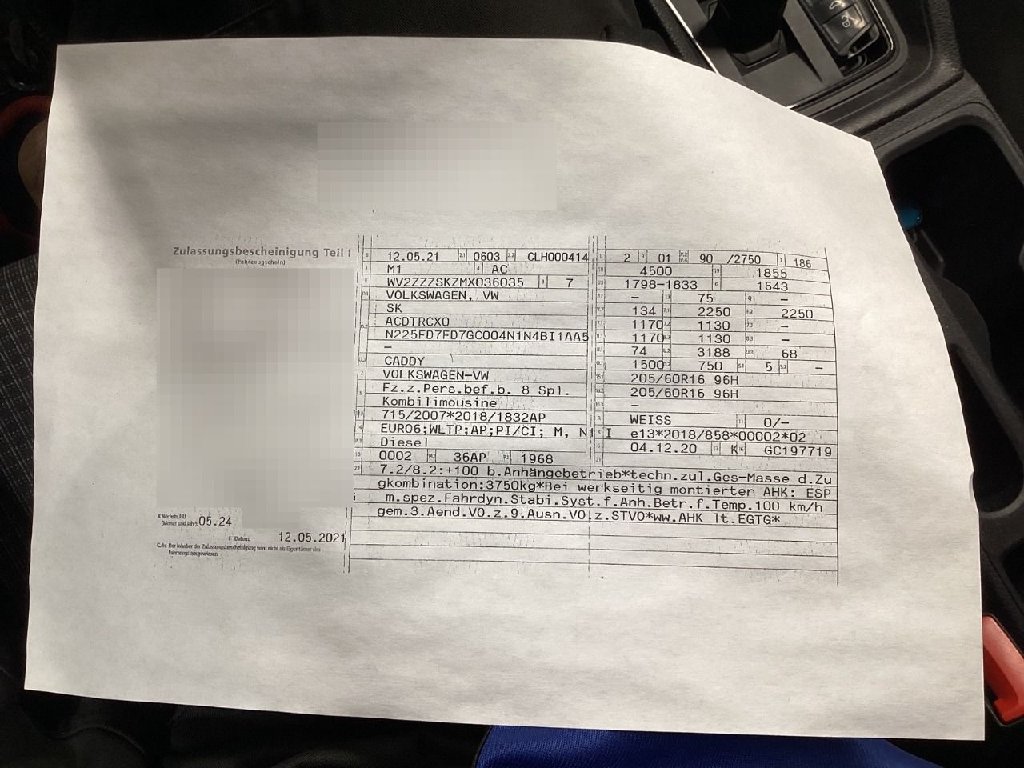 Zulassungsbescheinigung Teil I
(Fahrzeugschein)
12.05.21 0603 CLH000414
M1 AC
WV2ZZZSKZMX036035 7
VOLKSWAGEN, VW
SK
ACDTRCX0
N225FD7FD7GC004N1N4BI1AA5
–
CADDY
VOLKSWAGEN-VW
Fz.z.Pers.bef.b. 8 Spl.
Kombilimousine
715/2007*2018/1832AP
EURO6;WLTP;AP;PI/CI; M, N1 I
Diesel
0002 36AP 1968
2 01 90 /2750 186
4500 1855
1798-1833 1643
– 75 –
134 2250 2250
1170 1130 –
1170 1130 –
74 3188 68
1500 750 5 –
205/60R16 96H
205/60R16 96H
WEISS 0/–
e13*2018/858*00002*02
04.12.20 K GC197719
7.2/8.2:+100 b.Anhängebetrieb*techn.zul.Ges-Masse d.Zu
gkombination:3750kg*Bei werkseitig montierter AHK: ESP
m.spez.Fahrdyn.Stabi.Syst.f.Anh.Betr.f.Temp.100 km/h
gem.3.Aend.VO.z.9.Ausn.VO z.STVO*ww.AHK lt.EGTG*
05.24
12.05.2021